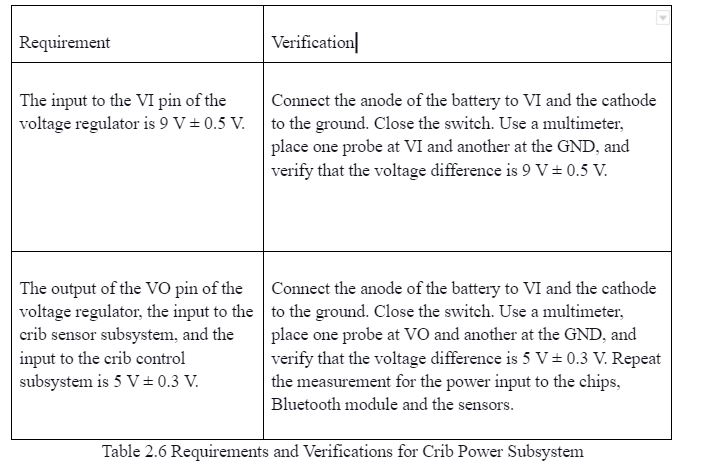 Requirement
Verification
The input to the VI pin of the
voltage regulator is 9 V ± 0.5 V.
Connect the anode of the battery to VI and the cathode
to the ground. Close the switch. Use a multimeter,
place one probe at VI and another at the GND, and
verify that the voltage difference is 9 V ± 0.5 V.
The output of the VO pin of the
voltage regulator, the input to the
crib sensor subsystem, and the
input to the crib control
subsystem is 5 V ± 0.3 V.
Connect the anode of the battery to VI and the cathode
to the ground. Close the switch. Use a multimeter,
place one probe at VO and another at the GND, and
verify that the voltage difference is 5 V ± 0.3 V. Repeat
the measurement for the power input to the chips,
Bluetooth module and the sensors.
Table 2.6 Requirements and Verifications for Crib Power Subsystem